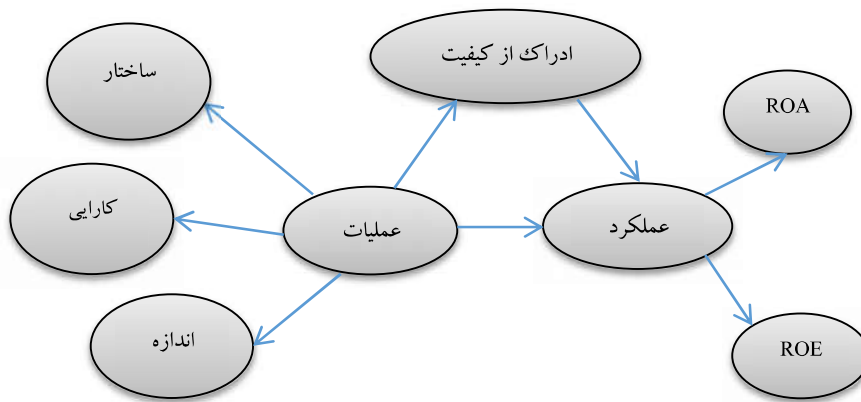 ادراک از کیفیت
ساختار
ROA
کارایی
عملیات
عملکرد
اندازه
ROE